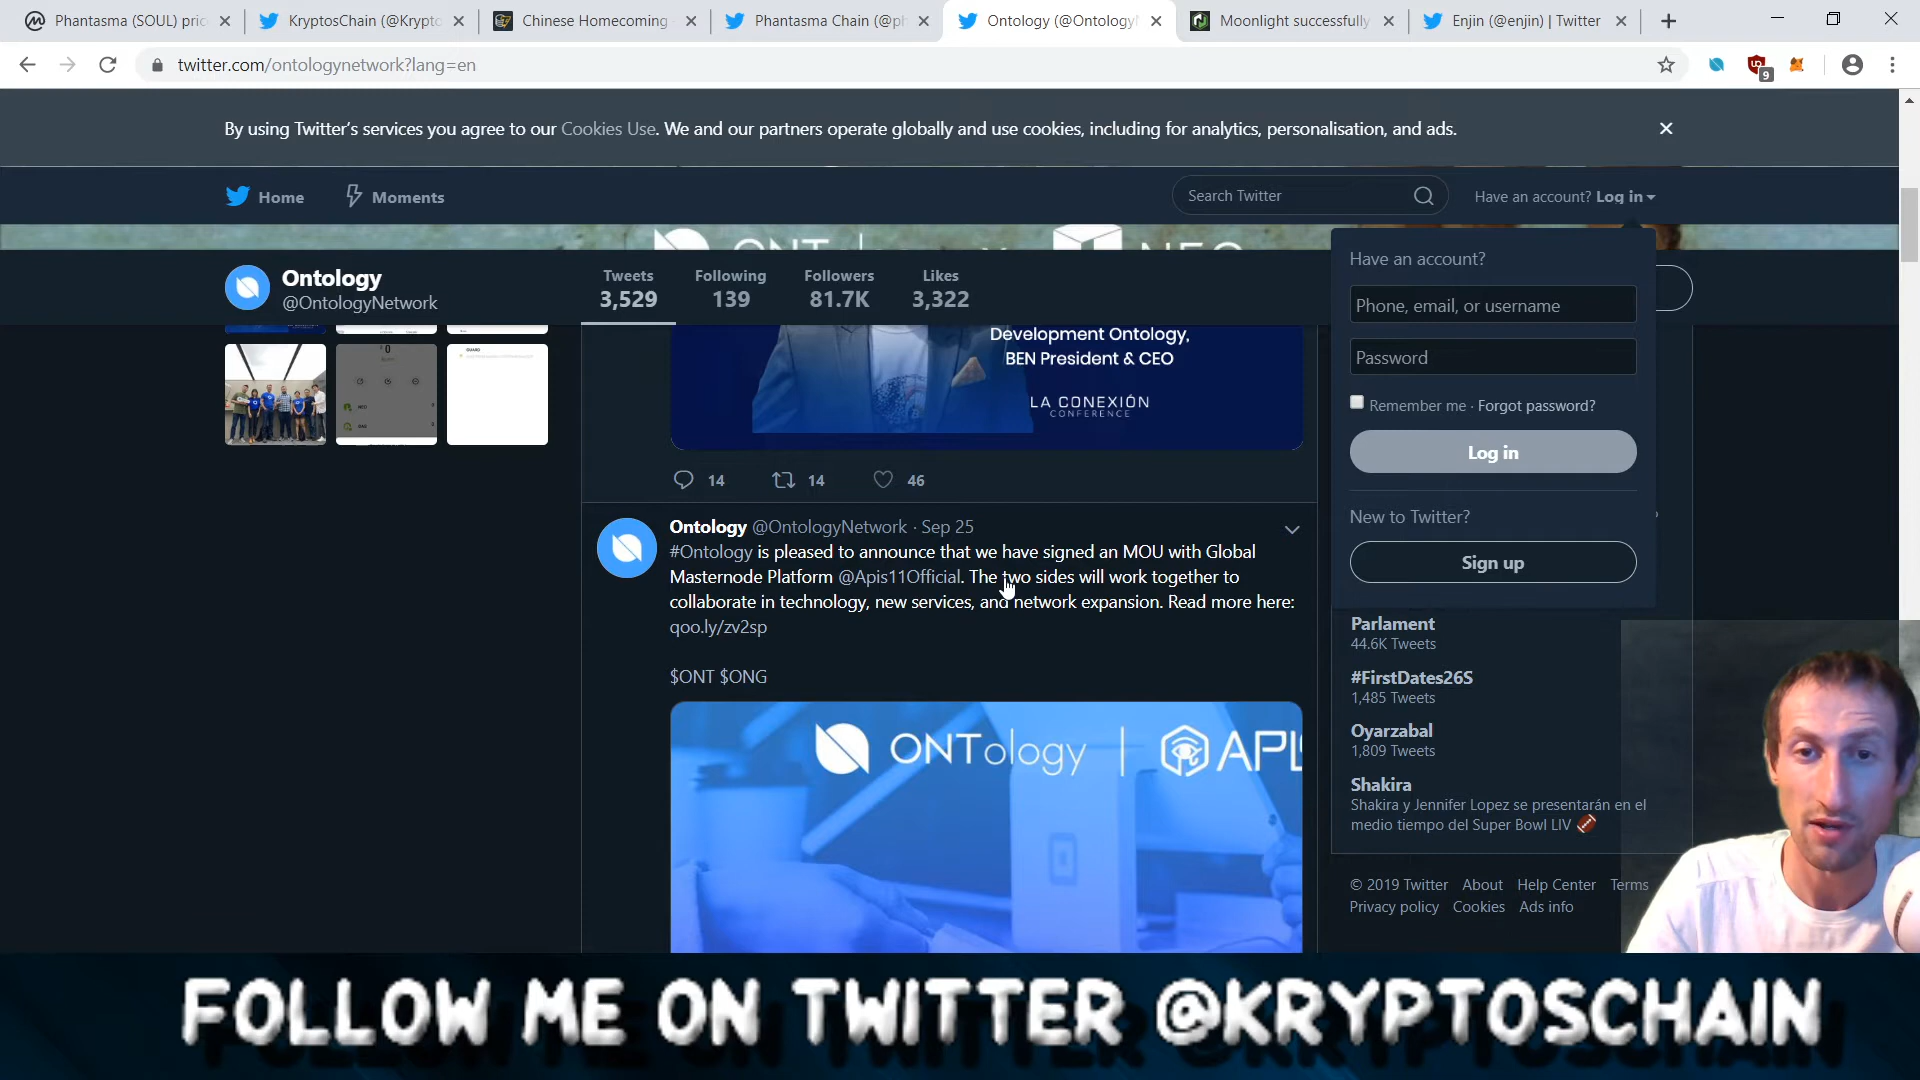 Phantasma (SOUL) pric
KryptosChain (@Krypto
Chinese Homecoming
Phantasma Chain (@ph
Ontology (@Ontology
Moonlight successfully
Enjin (@enjin) | Twitter
twitter.com/ontologynetwork?lang=en
9
By using Twitter's services you agree to our Cookies Use. We and our partners operate globally and use cookies, including for analytics, personalisation, and ads.
Home
Moments
Search Twitter
Have an account? Log in
Ontology
@OntologyNetwork
Tweets
3,529
Following
139
Followers
81.7K
Likes
3,322
Have an account?
Phone, email, or username
Password
Remember me · Forgot password?
Log in
New to Twitter?
Sign up
Development Ontology,
BEN President & CEO
LA CONEXIÓN
CONFERENCE
14
14
46
Ontology @OntologyNetwork · Sep 25
#Ontology is pleased to announce that we have signed an MOU with Global
Masternode Platform @Apis11Official. The two sides will work together to
collaborate in technology, new services, and network expansion. Read more here:
qoo.ly/zv2sp
$ONT $ONG
ONTology
Parlament
44.6K Tweets
#FirstDates26S
1,485 Tweets
Oyarzabal
1,809 Tweets
Shakira
Shakira y Jennifer Lopez se presentarán en el
medio tiempo del Super Bowl LIV
© 2019 Twitter About Help Center Terms
Privacy policy Cookies Ads info
FOLLOW ME ON TWITTER @KRYPTOSCHAIN